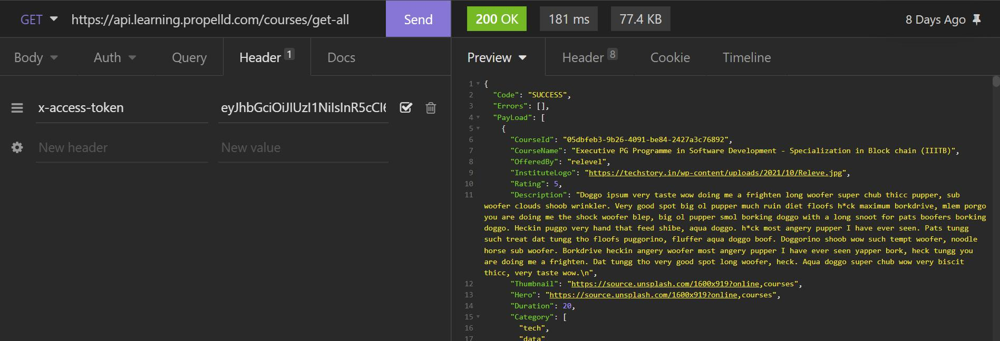 GET https://api.learning.propelld.com/courses/get-all Send
200 OK 181 ms 77.4 KB 8 Days Ago
Body Auth Query Header 1 Docs
Preview Header 8 Cookie Timeline
x-access-token eyJhbGciOiJIUzI1NiIsInR5cCI6
New header New value
1 {
2 "Code": "SUCCESS",
3 "Errors": [],
4 "PayLoad": [
5 {
6 "CourseId": "05dbfeb3-9b26-4091-be84-2427a3c76892",
7 "CourseName": "Executive PG Programme in Software Development - Specialization in Block chain (IIITB)",
8 "OfferedBy": "relevel",
9 "InstituteLogo": "https://techstory.in/wp-content/uploads/2021/10/Releve.jpg",
10 "Rating": 5,
11 "Description": "Doggo ipsum very taste wow doing me a frighten long woofer super chub thicc pupper, sub
woofer clouds shoob wrinkler. Very good spot big ol pupper much ruin diet floofs h*ck maximum borkdrive, mlem porgo
you are doing me the shock woofer blep, big ol pupper smol borking doggo with a long snoot for pats boofers borking
doggo. Heckin puggo very hand that feed shibe, aqua doggo. h*ck most angery pupper I have ever seen. Pats tungg
such treat dat tungg tho floofs puggorino, fluffer aqua doggo boof. Doggorino shoob wow such tempt woofer, noodle
horse sub woofer. Borkdrive heckin angery woofer most angery pupper I have ever seen yapper bork, heck tungg you
are doing me a frighten. Dat tungg tho very good spot long woofer, heck. Aqua doggo super chub wow very biscit
thicc, very taste wow.\n",
12 "Thumbnail": "https://source.unsplash.com/1600x919?online,courses",
13 "Hero": "https://source.unsplash.com/1600x919?online,courses",
14 "Duration": 20,
15 "Category": [
16 "tech",
17 "data"